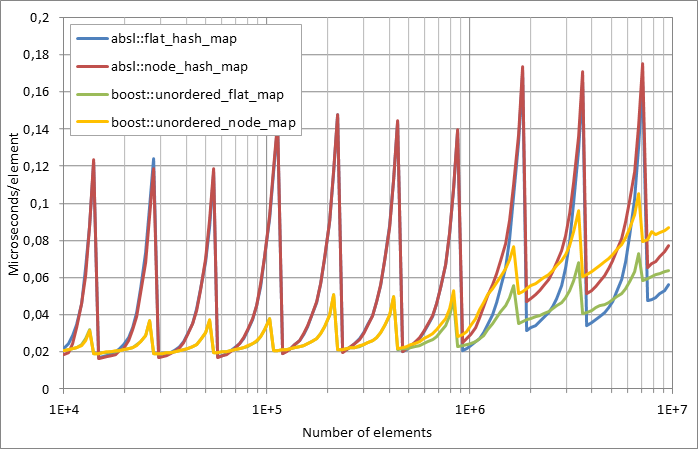 0,2
0,18
0,16
0,14
0,12
0,1
0,08
0,06
0,04
0,02
0
Microseconds/element
absl::flat_hash_map
absl::node_hash_map
boost::unordered_flat_map
boost::unordered_node_map
1E+4 1E+5 1E+6 1E+7
Number of elements